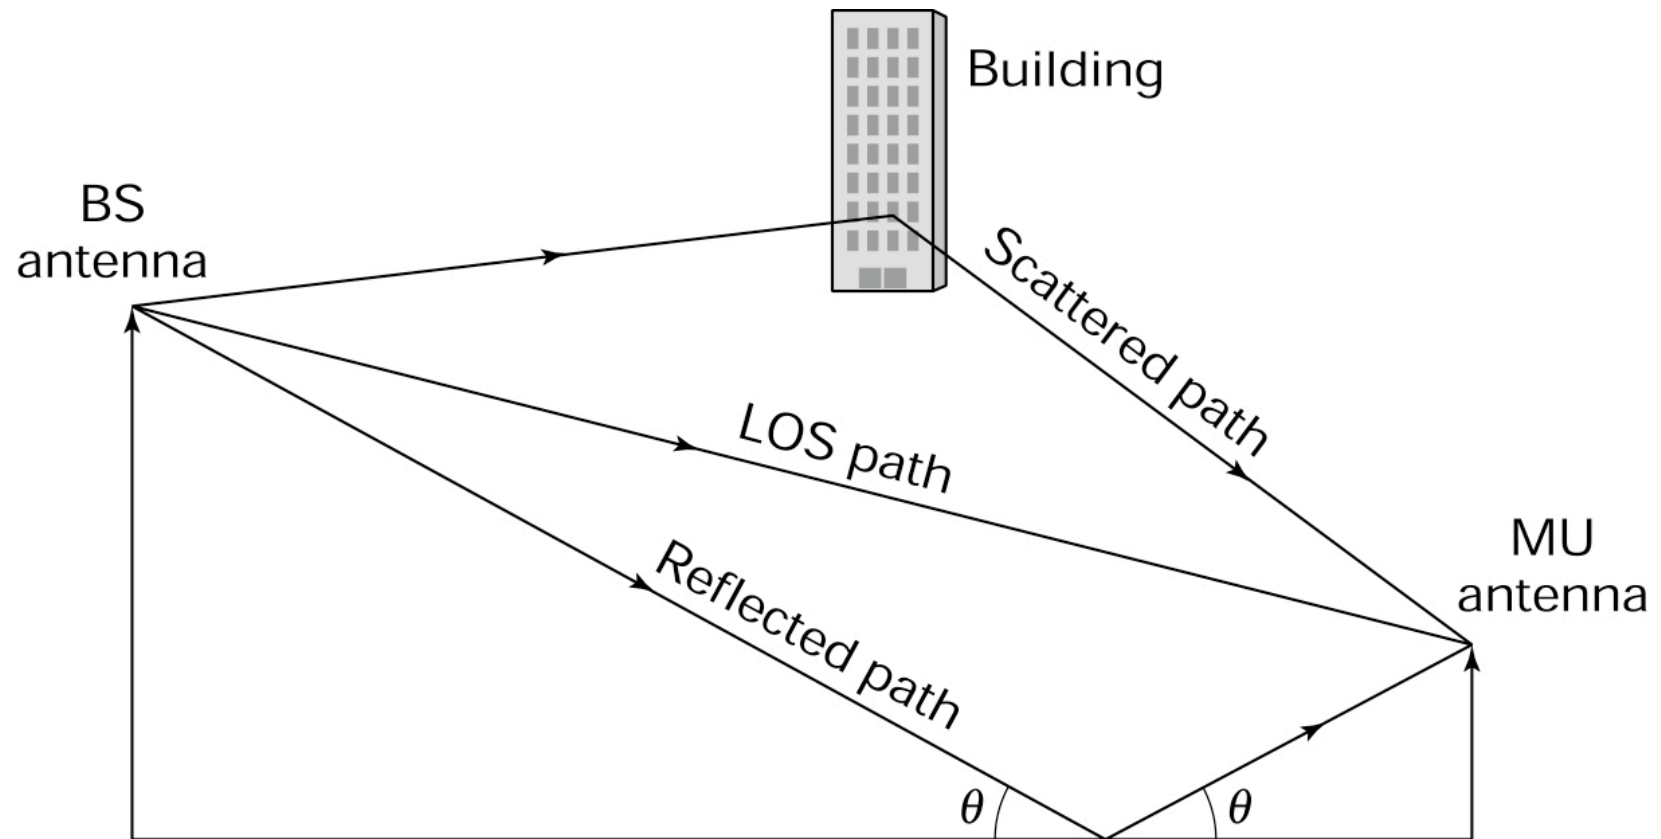 Building
BS
antenna
Scattered path
LOS path
MU
antenna
Reflected path
θ
θ